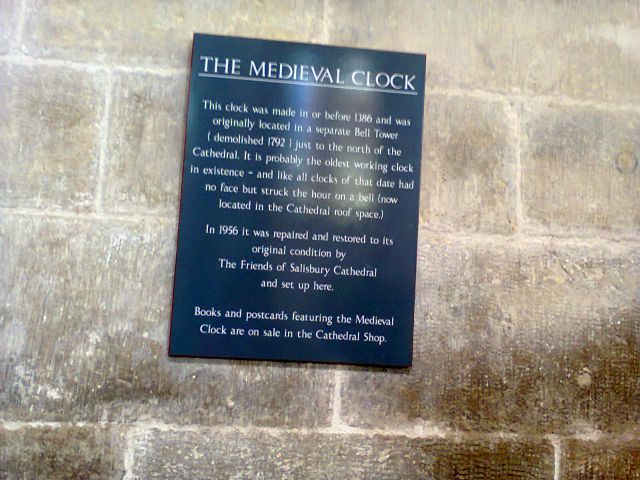 THE MEDIEVAL CLOCK
This clock was made in or before 1386 and was
originally located in a separate Bell Tower
( demolished 1792 ) just to the north of the
Cathedral. It is probably the oldest working clock
in existence - and like all clocks of that date had
no face but struck the hour on a bell (now
located in the Cathedral roof space.)
In 1956 it was repaired and restored to its
original condition by
The Friends of Salisbury Cathedral
and set up here.
Books and postcards featuring the Medieval
Clock are on sale in the Cathedral Shop.